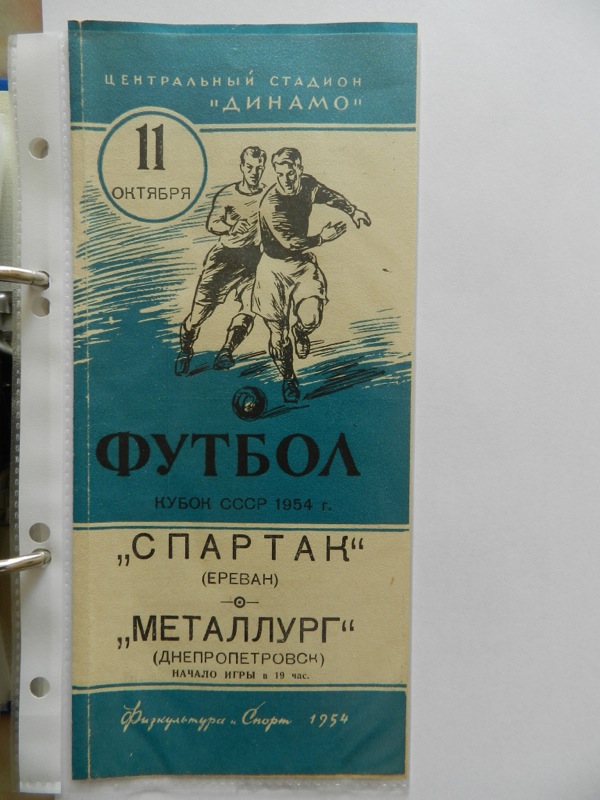 ЦЕНТРАЛЬНЫЙ СТАДИОН
"ДИНАМО"
11
ОКТЯБРЯ
ФУТБОЛ
КУБОК СССР 1954 г.
„СПАРТАК“
(ЕРЕВАН)
„МЕТАЛЛУРГ“
(ДНЕПРОПЕТРОВСК)
НАЧАЛО ИГРЫ в 19 час.
Физкультура и Спорт 1954